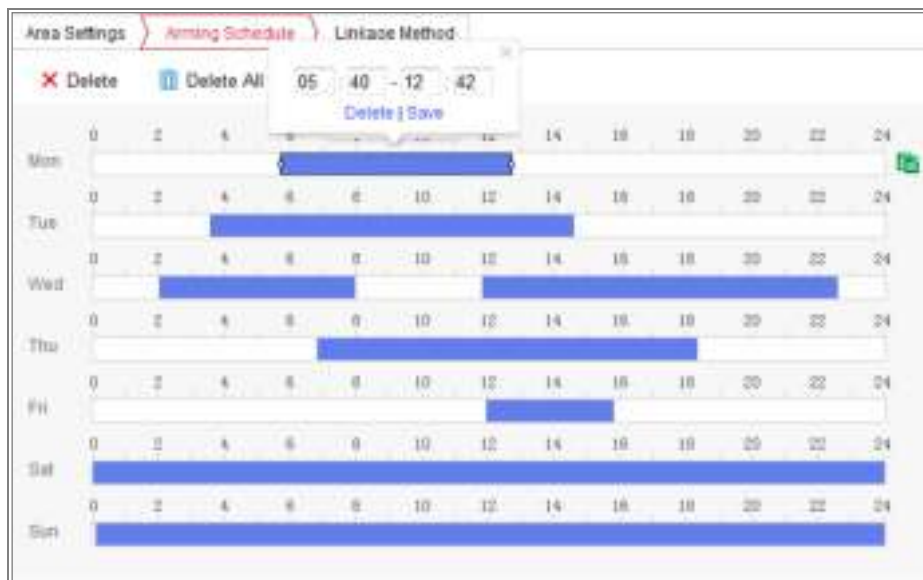 Area Settings Arming Schedule Linkage Method
Delete Delete All
05 : 40 - 12 : 42
Delete | Save
0 2 4 6 8 10 12 14 16 18 20 22 24
Mon
0 2 4 6 8 10 12 14 16 18 20 22 24
Tue
0 2 4 6 8 10 12 14 16 18 20 22 24
Wed
0 2 4 6 8 10 12 14 16 18 20 22 24
Thu
0 2 4 6 8 10 12 14 16 18 20 22 24
Fri
0 2 4 6 8 10 12 14 16 18 20 22 24
Sat
0 2 4 6 8 10 12 14 16 18 20 22 24
Sun